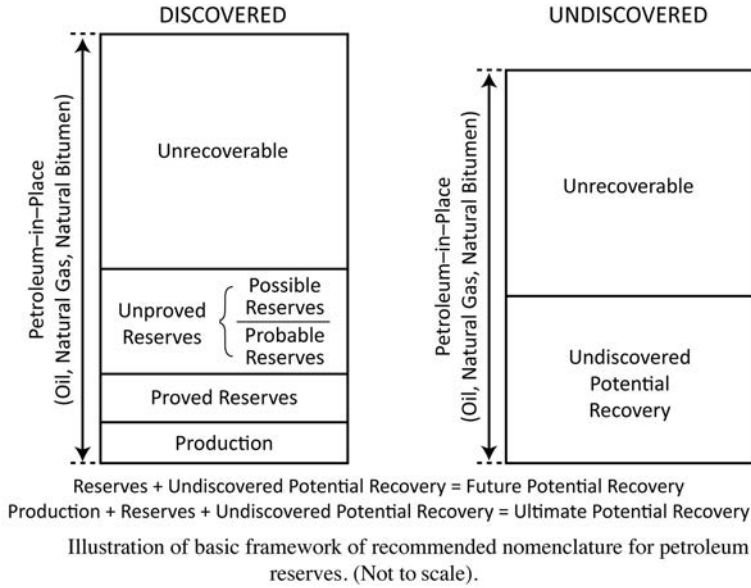 DISCOVERED
UNDISCOVERED
Petroleum–in–Place
(Oil, Natural Gas, Natural Bitumen)
Unrecoverable
Unproved
Reserves
Possible
Reserves
Probable
Reserves
Proved Reserves
Production
Petroleum–in–Place
(Oil, Natural Gas, Natural Bitumen)
Unrecoverable
Undiscovered
Potential
Recovery
Reserves + Undiscovered Potential Recovery = Future Potential Recovery
Production + Reserves + Undiscovered Potential Recovery = Ultimate Potential Recovery
Illustration of basic framework of recommended nomenclature for petroleum
reserves. (Not to scale).